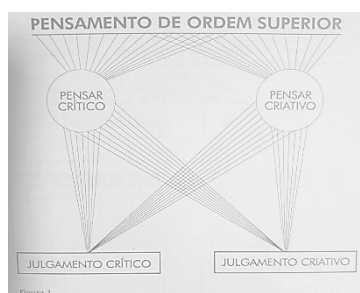 PENSAMENTO DE ORDEM SUPERIOR
PENSAR
CRÍTICO
PENSAR
CRIATIVO
JULGAMENTO CRÍTICO
JULGAMENTO CRIATIVO
Figura 1